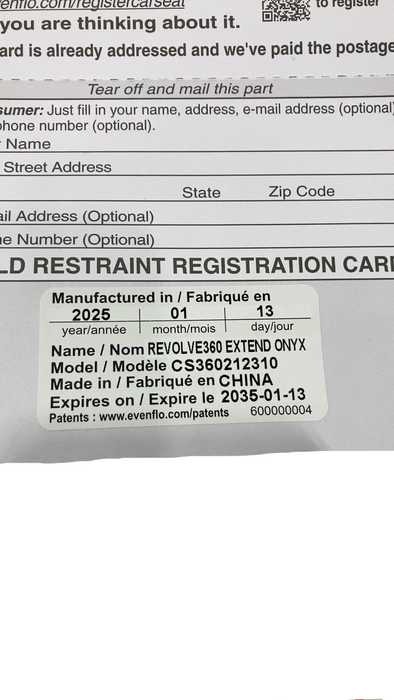 enflo.com/registercarseat
to register
you are thinking about it.
ard is already addressed and we've paid the postage
Tear off and mail this part
sumer: Just fill in your name, address, e-mail address (optional)
phone number (optional).
Name
Street Address
State Zip Code
ail Address (Optional)
ne Number (Optional)
LD RESTRAINT REGISTRATION CARD
Manufactured in / Fabriqué en
2025 01 13
year/année month/mois day/jour
Name / Nom REVOLVE360 EXTEND ONYX
Model / Modèle CS360212310
Made in / Fabriqué en CHINA
Expires on / Expire le 2035-01-13
Patents : www.evenflo.com/patents 600000004